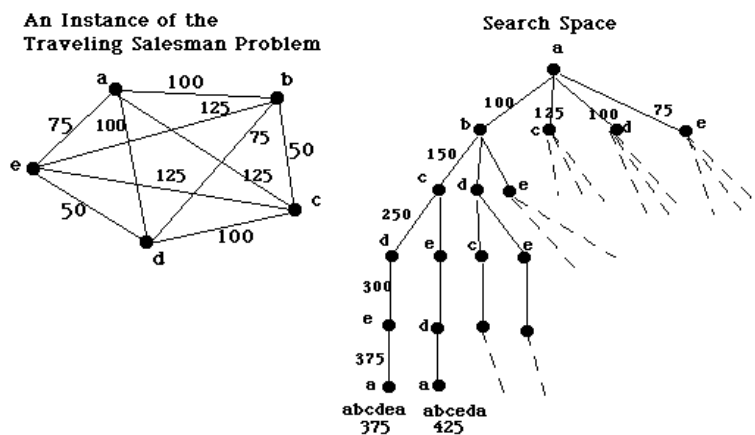 An Instance of the
Traveling Salesman Problem
a
100
b
125
75
100
75
50
e
125
125
c
50
100
d
Search Space
a
100
125
100
75
b
c
d
e
150
c
d
e
250
d
e
c
e
300
e
d
375
a
a
abcdea
abceda
375
425